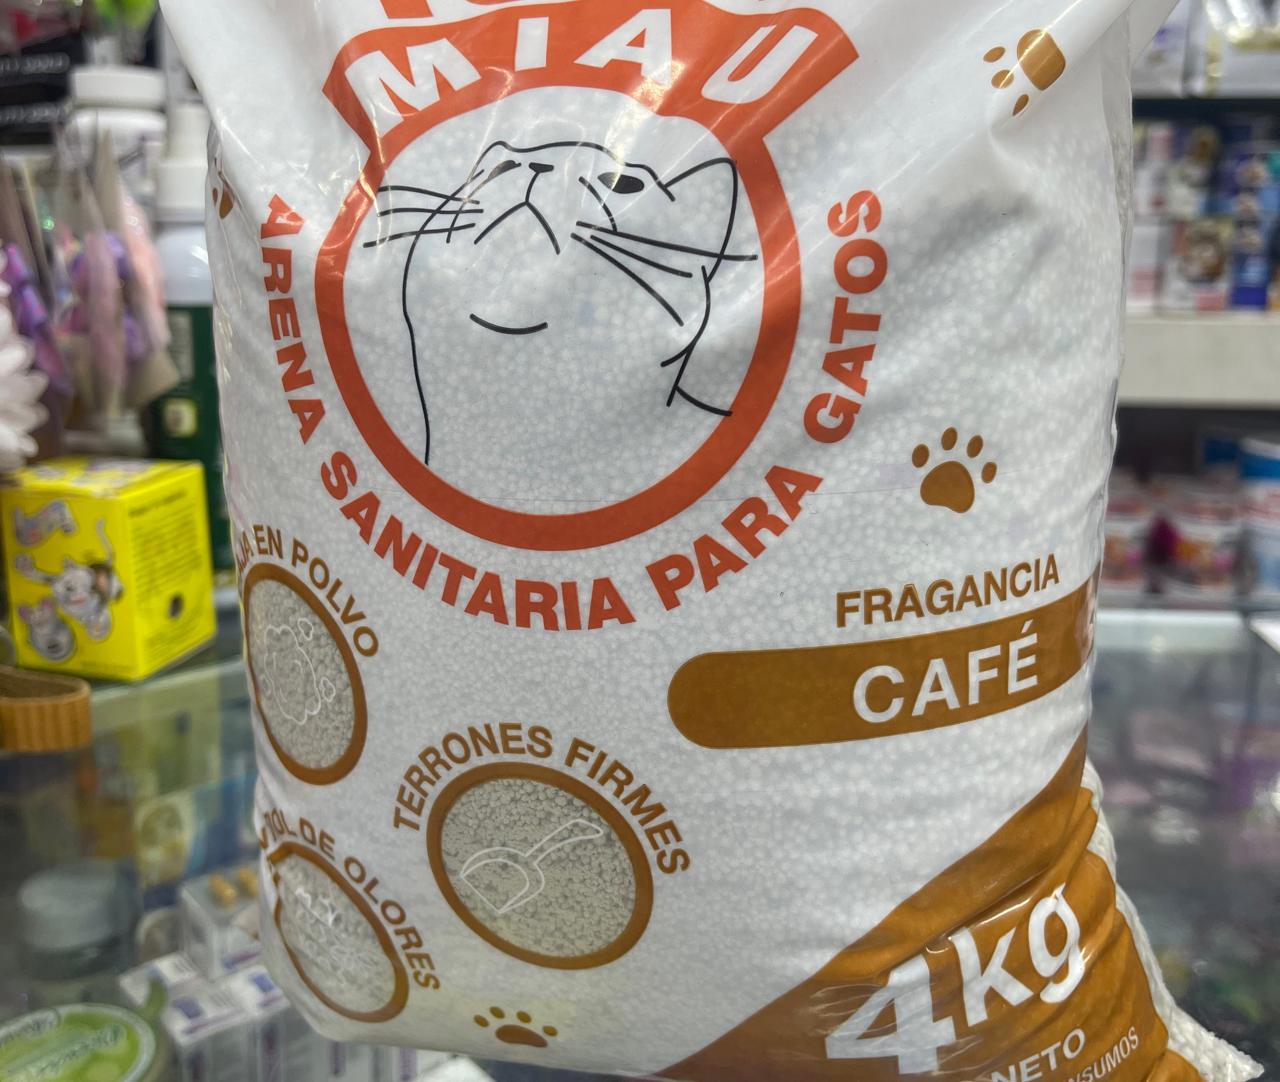 MIAU
ARENA SANITARIA PARA GATOS
EN POLVO
FRAGANCIA
CAFÉ
TERRONES FIRMES
DE OLORES
4kg
NETO